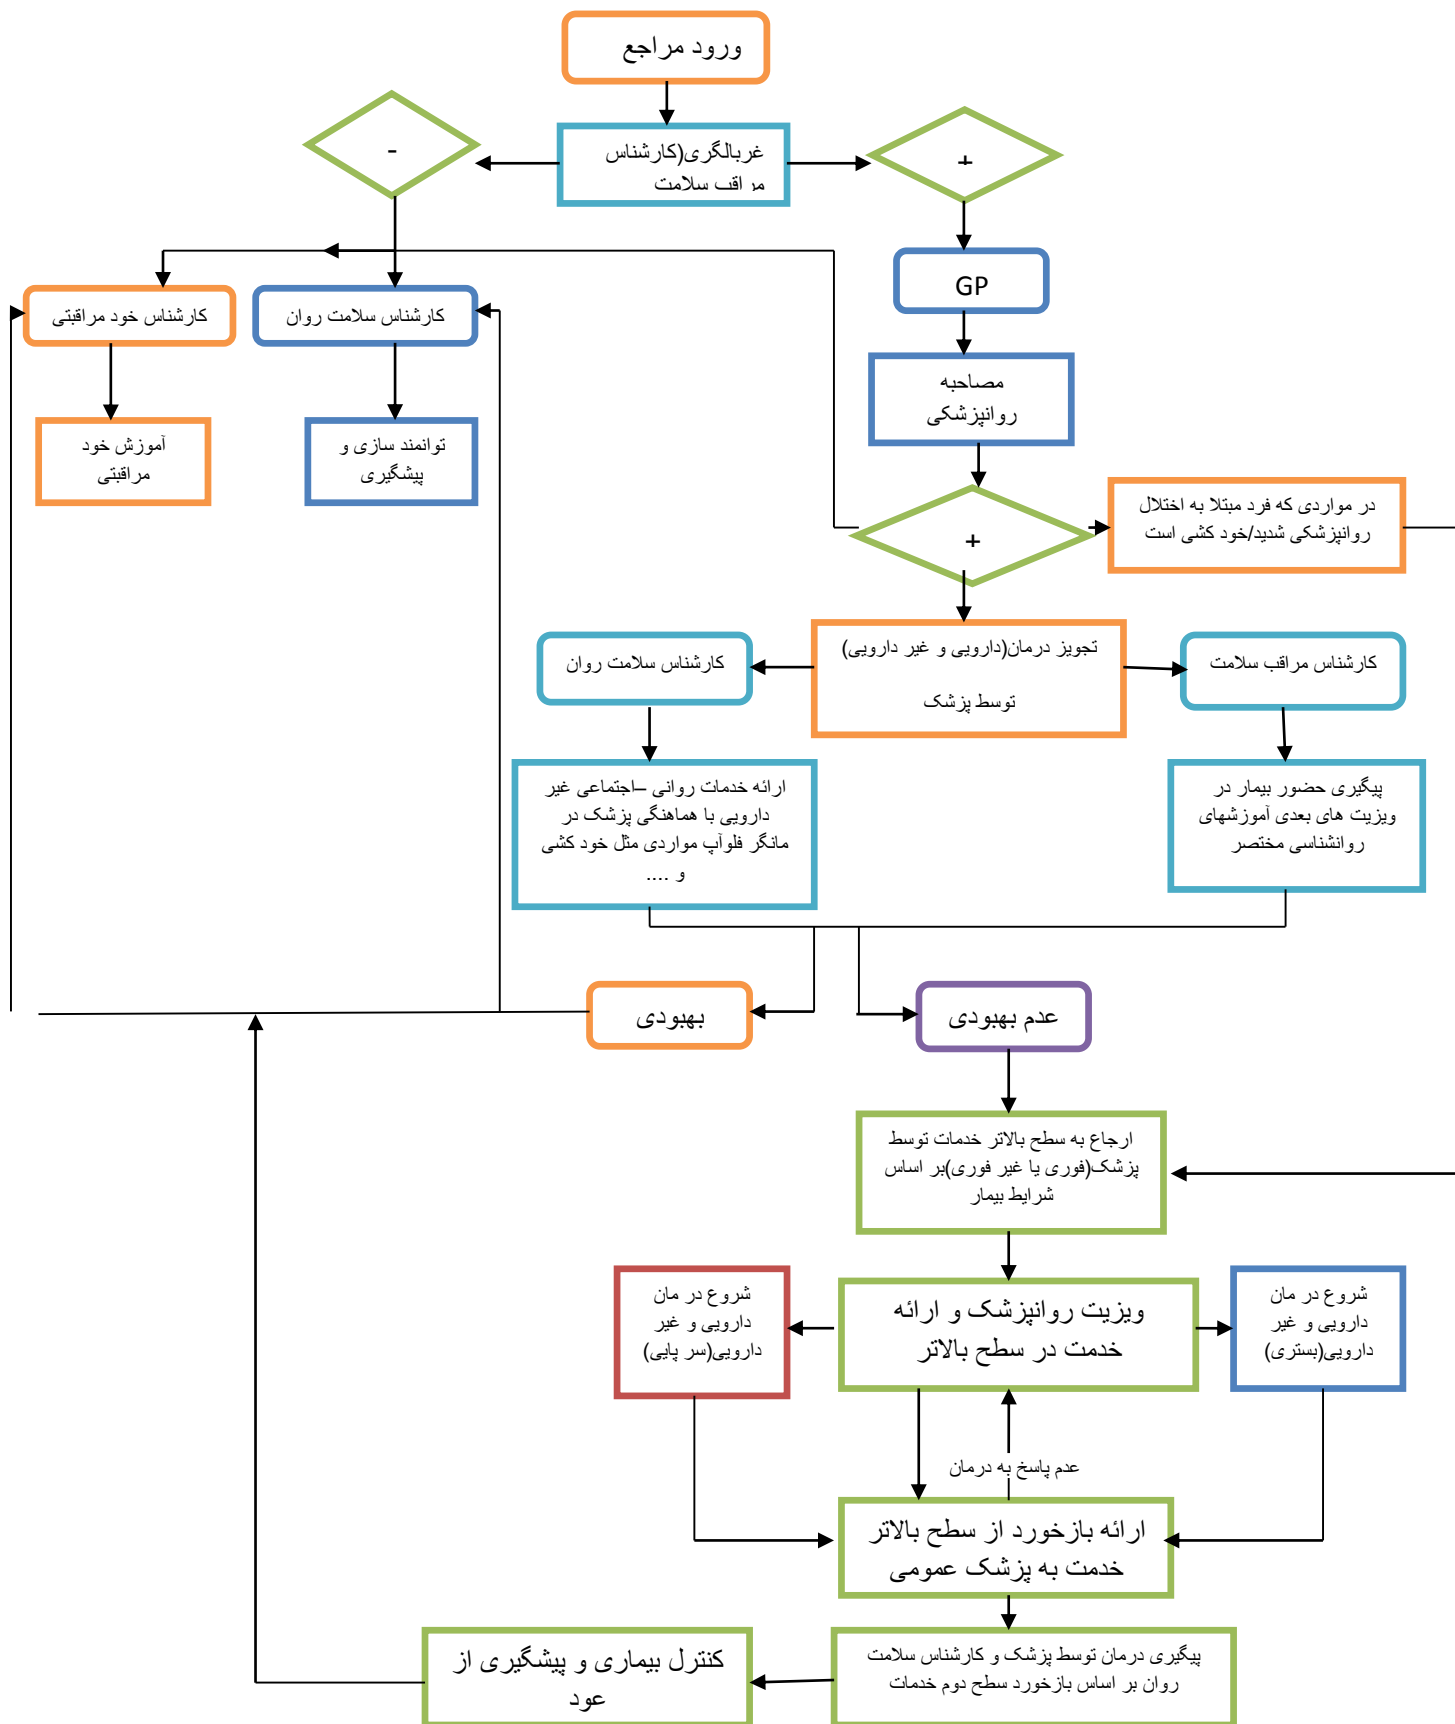 ورود مراجع
غربالگری(کارشناس
مراقب سلامت
-
+
GP
کارشناس خود مراقبتی
کارشناس سلامت روان
مصاحبه
روانپزشکی
آموزش خود
مراقبتی
توانمند سازی و
پیشگیری
+
در مواردی که فرد مبتلا به اختلال
روانپزشکی شدید/خود کشی است
تجویز درمان(دارویی و غیر دارویی)
توسط پزشک
کارشناس سلامت روان
کارشناس مراقب سلامت
ارائه خدمات روانی –اجتماعی غیر
دارویی با هماهنگی پزشک در
مانگر فلوآپ مواردی مثل خود کشی
و ....
پیگیری حضور بیمار در
ویزیت های بعدی آموزشهای
روانشناسی مختصر
بهبودی
عدم بهبودی
ارجاع به سطح بالاتر خدمات توسط
پزشک(فوری یا غیر فوری)بر اساس
شرایط بیمار
شروع در مان
دارویی و غیر
دارویی(سر پایی)
ویزیت روانپزشک و ارائه
خدمت در سطح بالاتر
شروع در مان
دارویی و غیر
دارویی(بستری)
عدم پاسخ به درمان
ارائه بازخورد از سطح بالاتر
خدمت به پزشک عمومی
پیگیری درمان توسط پزشک و کارشناس سلامت
روان بر اساس بازخورد سطح دوم خدمات
کنترل بیماری و پیشگیری از
عود